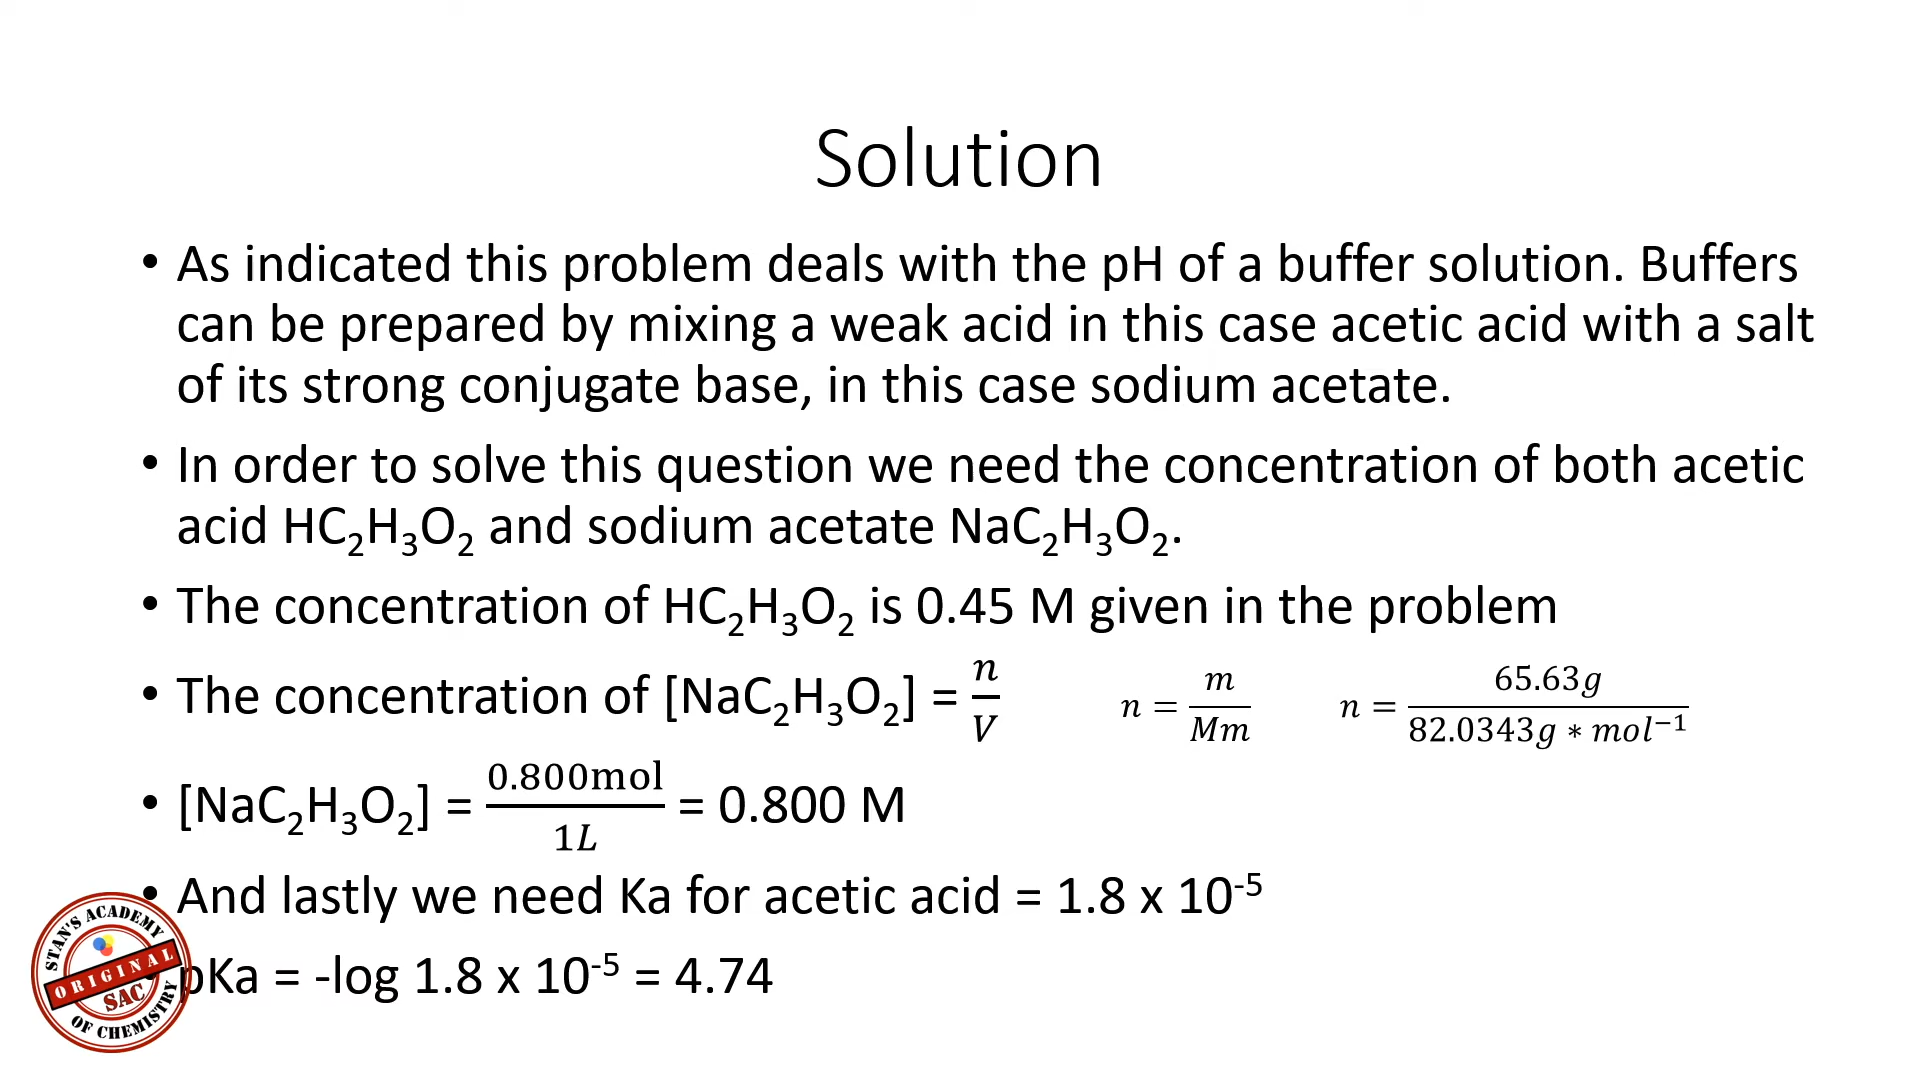 Solution
• As indicated this problem deals with the pH of a buffer solution. Buffers
can be prepared by mixing a weak acid in this case acetic acid with a salt
of its strong conjugate base, in this case sodium acetate.
• In order to solve this question we need the concentration of both acetic
acid HC₂H₃O₂ and sodium acetate NaC₂H₃O₂.
• The concentration of HC₂H₃O₂ is 0.45 M given in the problem
• The concentration of [NaC₂H₃O₂] = n/V n = m/Mm n = 65.63g/82.0343g ∗ mol⁻¹
• [NaC₂H₃O₂] = 0.800mol/1L = 0.800 M
• And lastly we need Ka for acetic acid = 1.8 x 10⁻⁵
• pKa = -log 1.8 x 10⁻⁵ = 4.74
STAN'S ACADEMY
ORIGINAL
SAC
OF CHEMISTRY